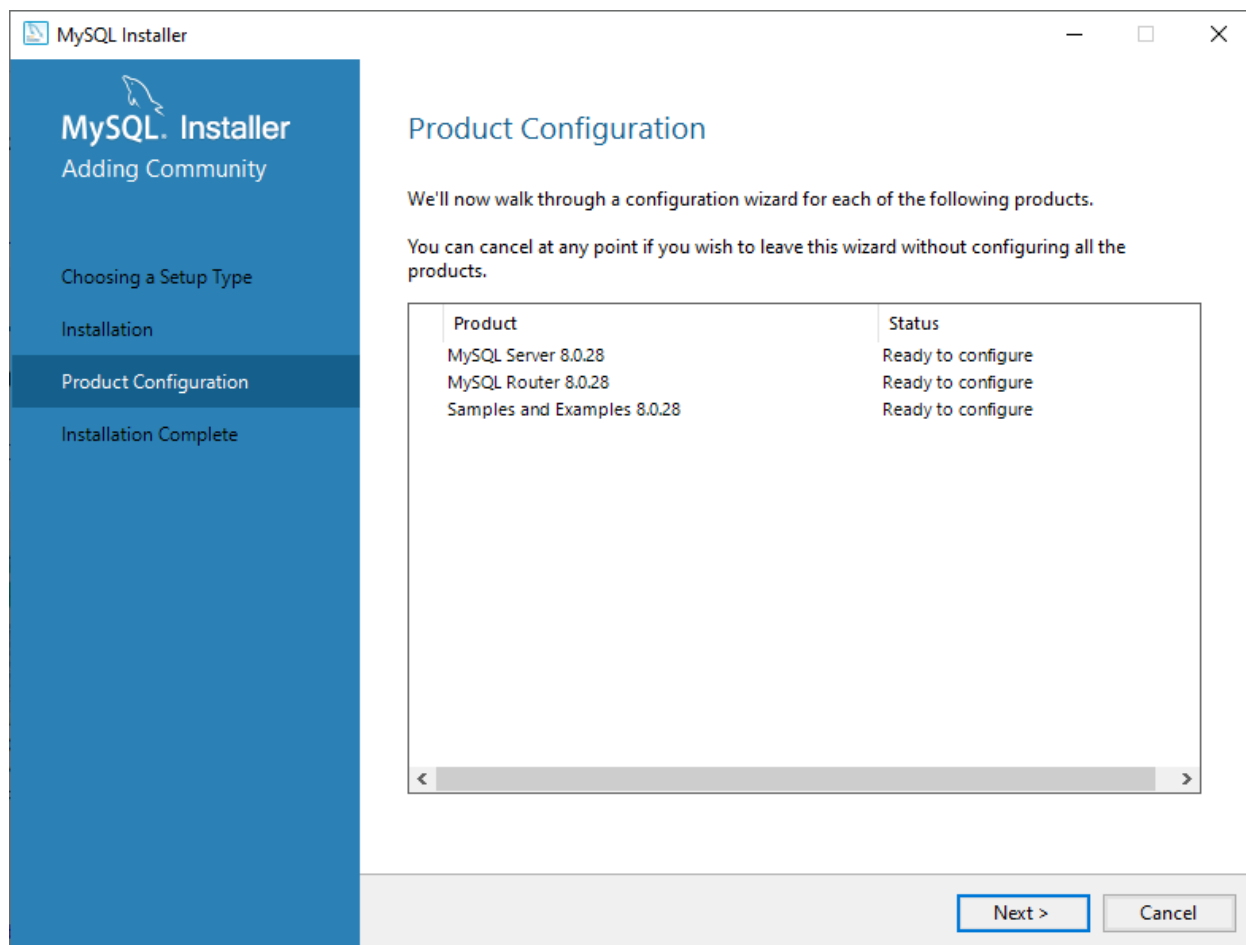 MySQL Installer
MySQL. Installer
Adding Community
Choosing a Setup Type
Installation
Product Configuration
Installation Complete
Product Configuration
We'll now walk through a configuration wizard for each of the following products.
You can cancel at any point if you wish to leave this wizard without configuring all the
products.
Product Status
MySQL Server 8.0.28 Ready to configure
MySQL Router 8.0.28 Ready to configure
Samples and Examples 8.0.28 Ready to configure
Next > Cancel